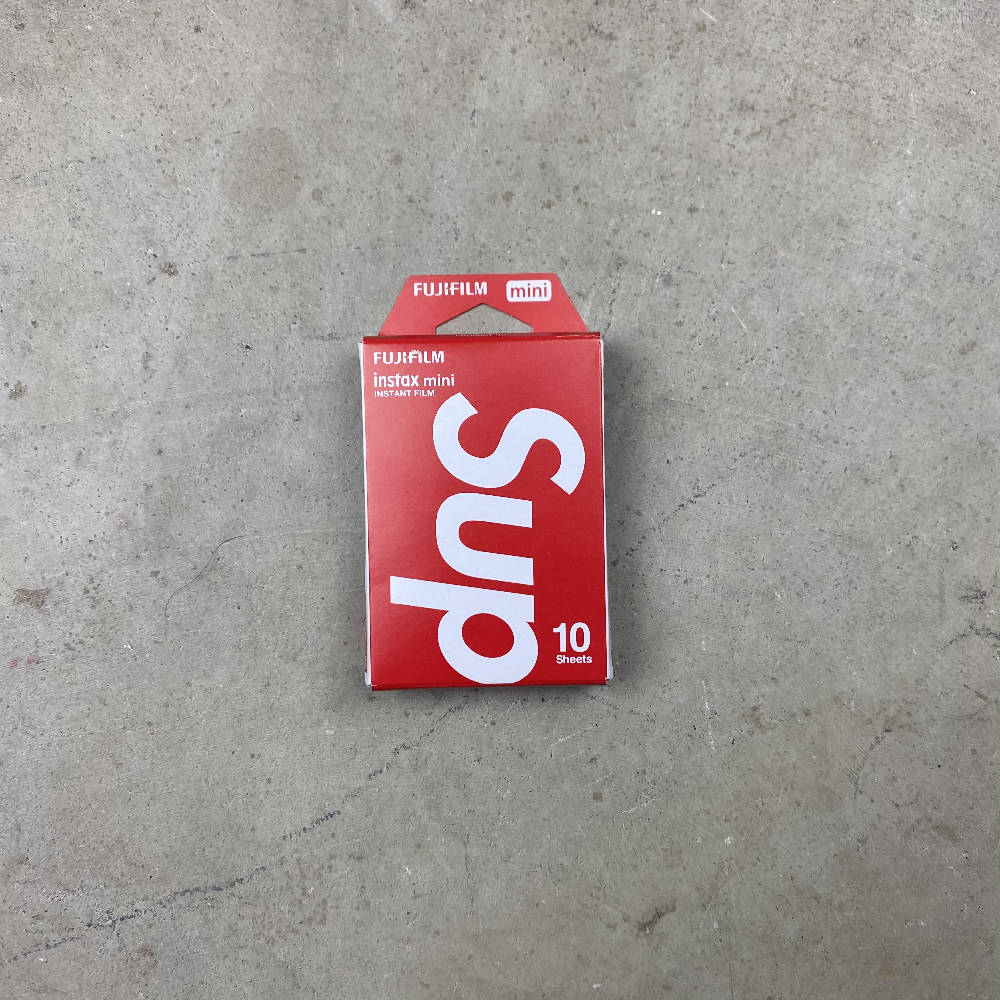 FUJIFILM mini
FUJIFILM
instax mini
INSTANT FILM
Sup
10
Sheets